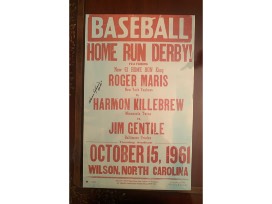 BASEBALL
HOME RUN DERBY!
FEATURING
ROGER MARIS
New York Yankees
HARMON KILLEBREW
Minnesota Twins
JIM GENTILE
Baltimore Orioles
OCTOBER 15, 1961
WILSON, NORTH CAROLINA